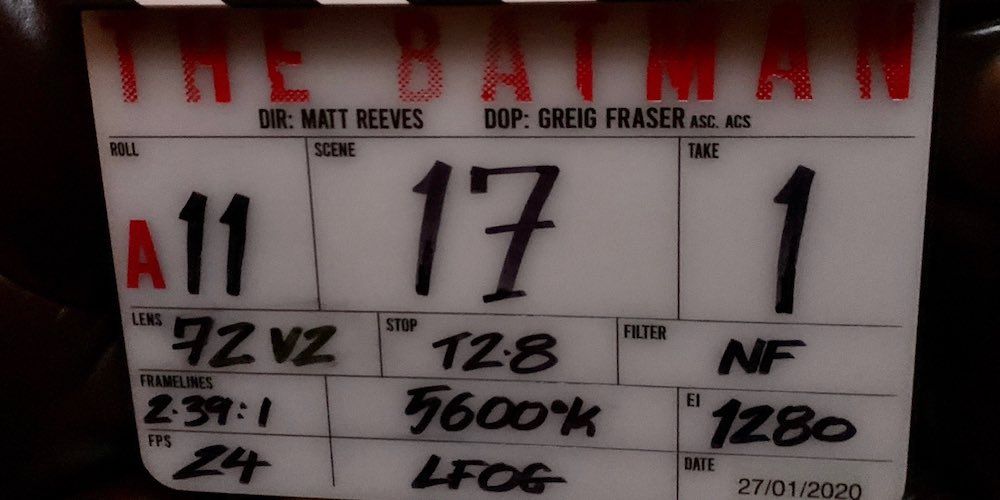 THE BATMAN
DIR: MATT REEVES DOP: GREIG FRASER ASC. ACS
ROLL SCENE TAKE
A 11 17 1
LENS STOP FILTER
72 V2 T2.8 NF
FRAMELINES EI
2.39:1 5600°K 1280
FPS DATE
24 LFOG 27/01/2020